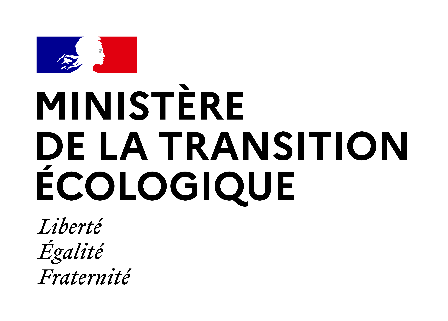 MINISTÈRE
DE LA TRANSITION
ÉCOLOGIQUE
Liberté
Égalité
Fraternité